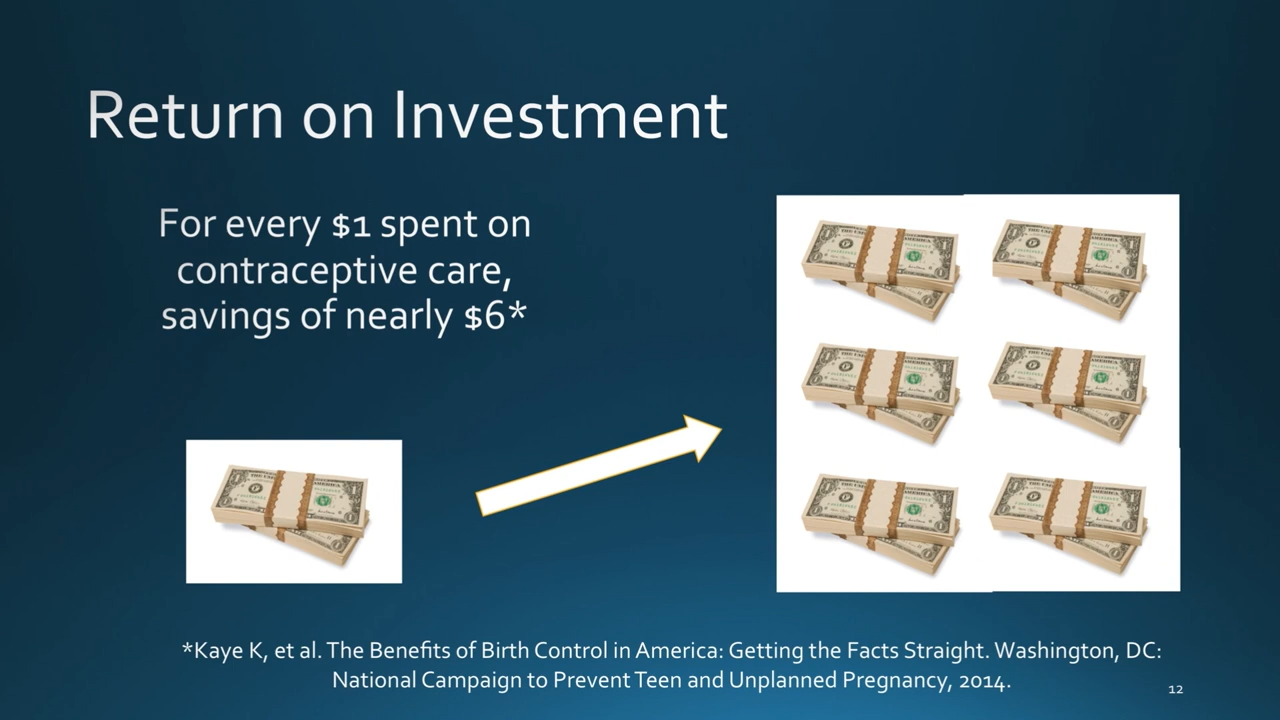 Return on Investment
For every $1 spent on
contraceptive care,
savings of nearly $6*
*Kaye K, et al. The Benefits of Birth Control in America: Getting the Facts Straight. Washington, DC:
National Campaign to Prevent Teen and Unplanned Pregnancy, 2014.
12